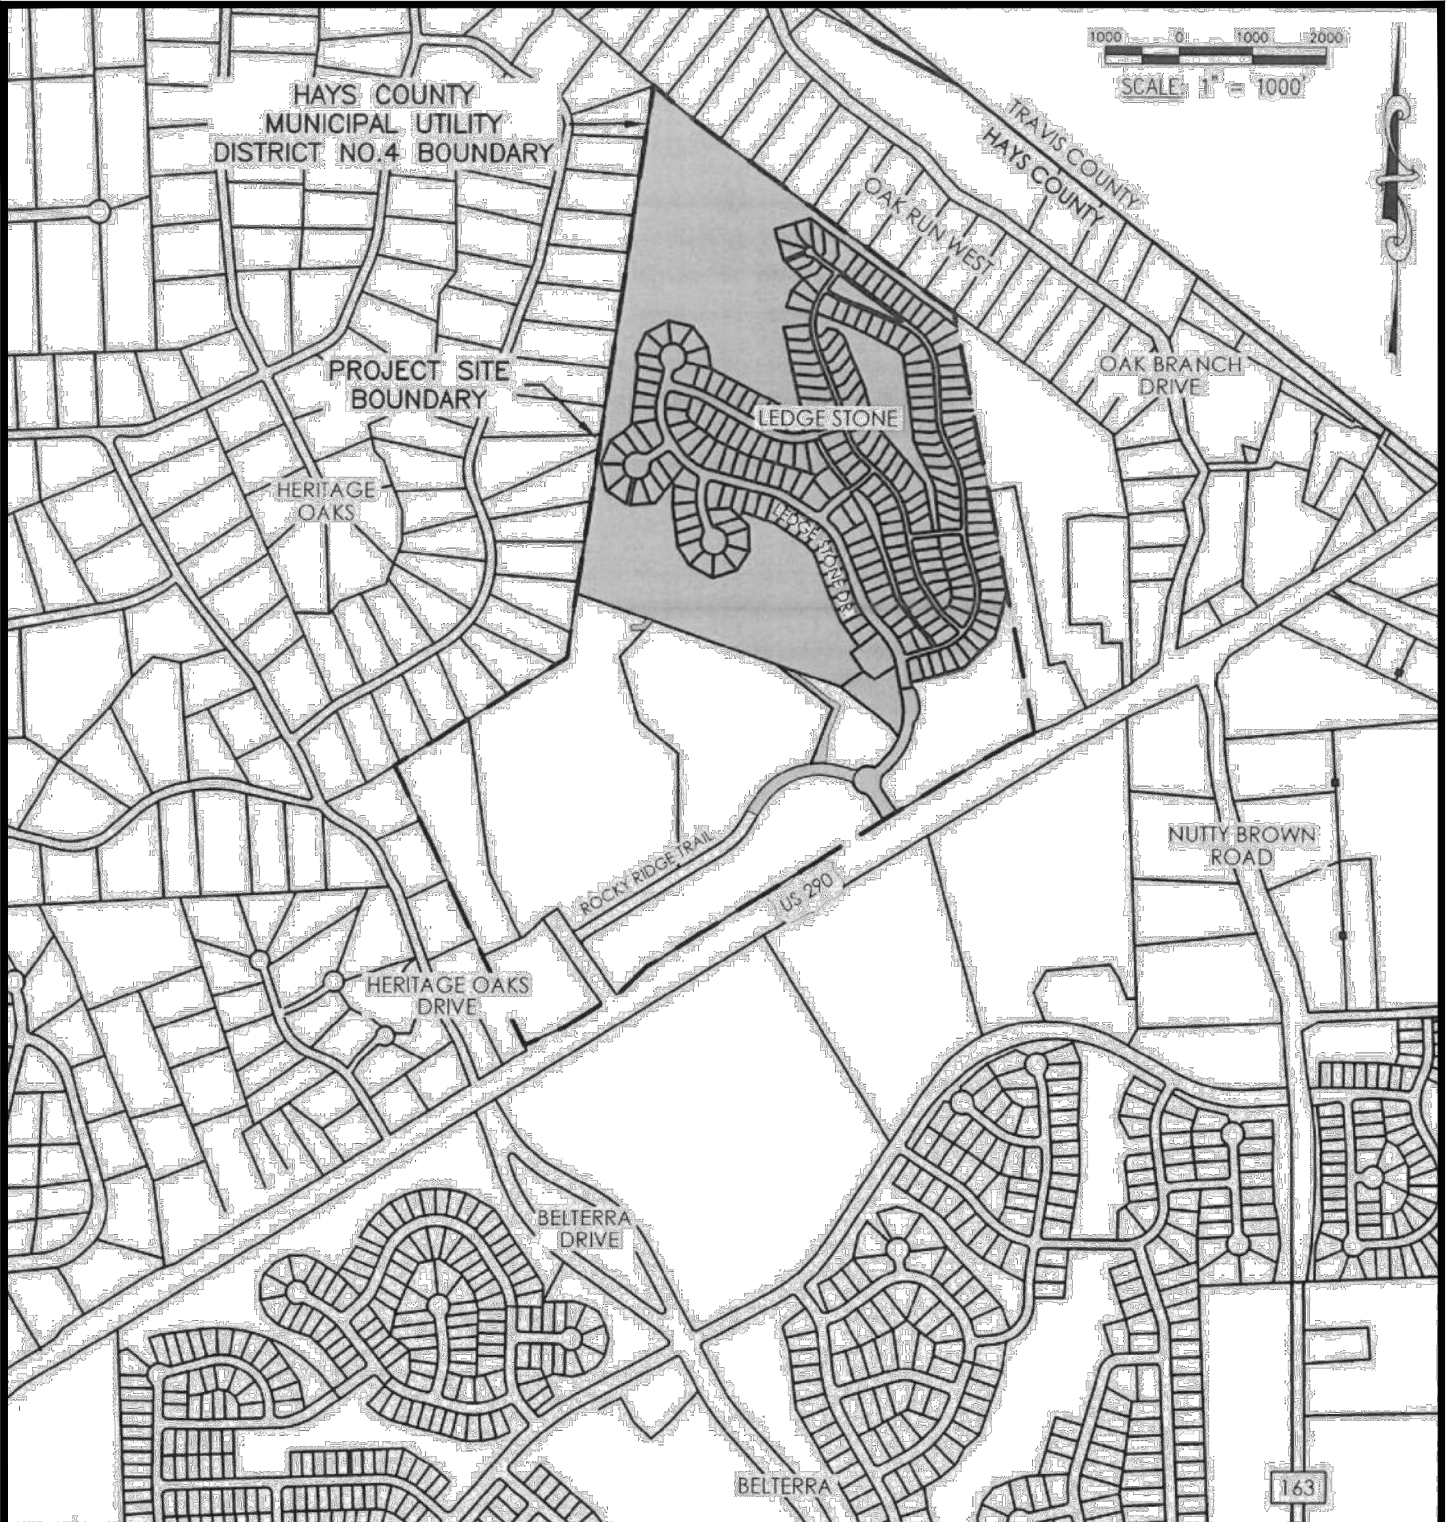 1000 0 1000 2000
SCALE: 1" = 1000'
HAYS COUNTY
MUNICIPAL UTILITY
DISTRICT NO.4 BOUNDARY
TRAVIS COUNTY
HAYS COUNTY
OAK RUN WEST
PROJECT SITE
BOUNDARY
OAK BRANCH
DRIVE
LEDGE STONE
HERITAGE
OAKS
LEDGE STONE DR
NUTTY BROWN
ROAD
ROCKY RIDGE TRAIL
US 290
HERITAGE OAKS
DRIVE
BELTERRA
DRIVE
BELTERRA
163